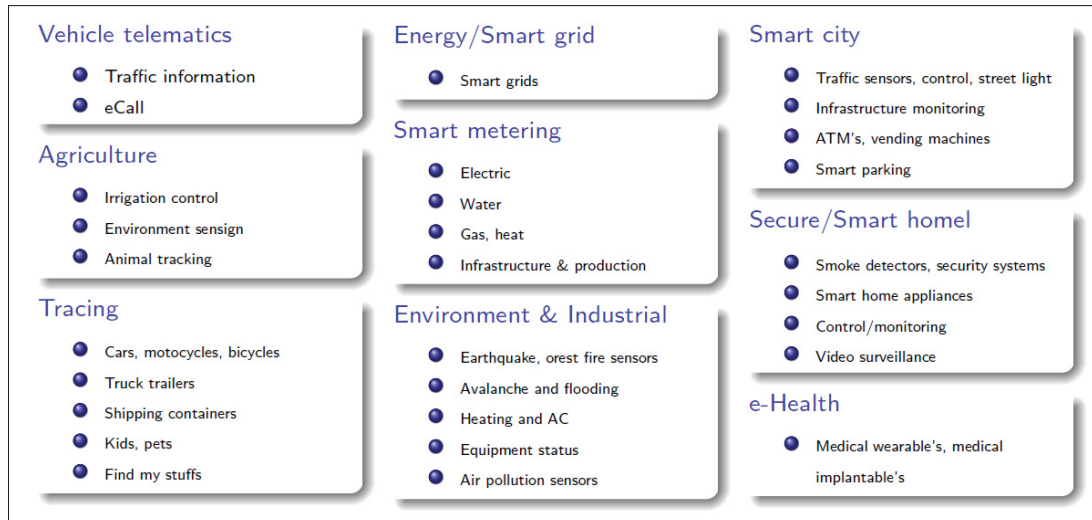 Vehicle telematics
Traffic information
eCall
Agriculture
Irrigation control
Environment sensign
Animal tracking
Tracing
Cars, motocycles, bicycles
Truck trailers
Shipping containers
Kids, pets
Find my stuffs
Energy/Smart grid
Smart grids
Smart metering
Electric
Water
Gas, heat
Infrastructure & production
Environment & Industrial
Earthquake, orest fire sensors
Avalanche and flooding
Heating and AC
Equipment status
Air pollution sensors
Smart city
Traffic sensors, control, street light
Infrastructure monitoring
ATM's, vending machines
Smart parking
Secure/Smart homel
Smoke detectors, security systems
Smart home appliances
Control/monitoring
Video surveillance
e-Health
Medical wearable's, medical
implantable's